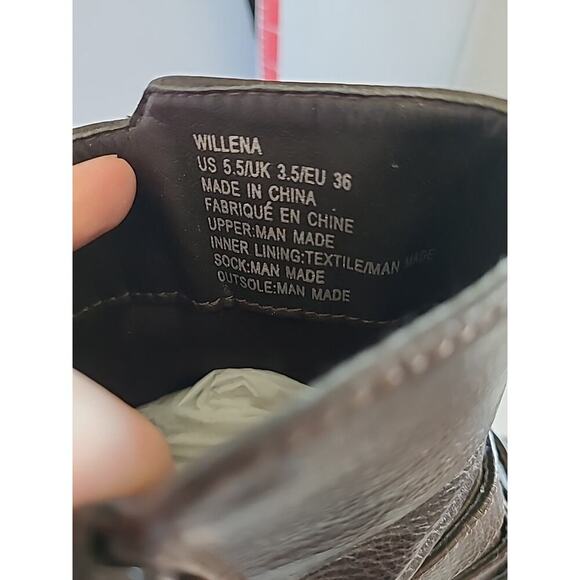 WILLENA
US 5.5/UK 3.5/EU 36
MADE IN CHINA
FABRIQUÉ EN CHINE
UPPER:MAN MADE
INNER LINING:TEXTILE/MAN MADE
SOCK:MAN MADE
OUTSOLE:MAN MADE